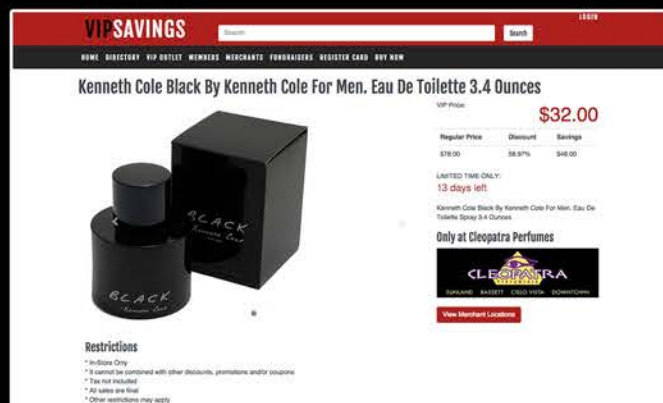 LOGIN
VIPSAVINGS
Search
Search
HOME DIRECTORY VIP OUTLET MEMBERS MERCHANTS FUNDRAISERS REGISTER CARD BUY NOW
Kenneth Cole Black By Kenneth Cole For Men. Eau De Toilette 3.4 Ounces
VIP Price:
$32.00
Regular Price Discount Savings
$78.00 58.97% $46.00
LIMITED TIME ONLY:
13 days left
Kenneth Cole Black By Kenneth Cole For Men. Eau De
Toilette Spray 3.4 Ounces
Only at Cleopatra Perfumes
CLEOPATRA
PERFUMES
SUNLAND BASSETT CIELO VISTA DOWNTOWN
View Merchant Locations
BLACK
Kenneth Cole
BLACK
Kenneth Cole
Restrictions
* In-Store Only
* It cannot be combined with other discounts, promotions and/or coupons
* Tax not included
* All sales are final
* Other restrictions may apply